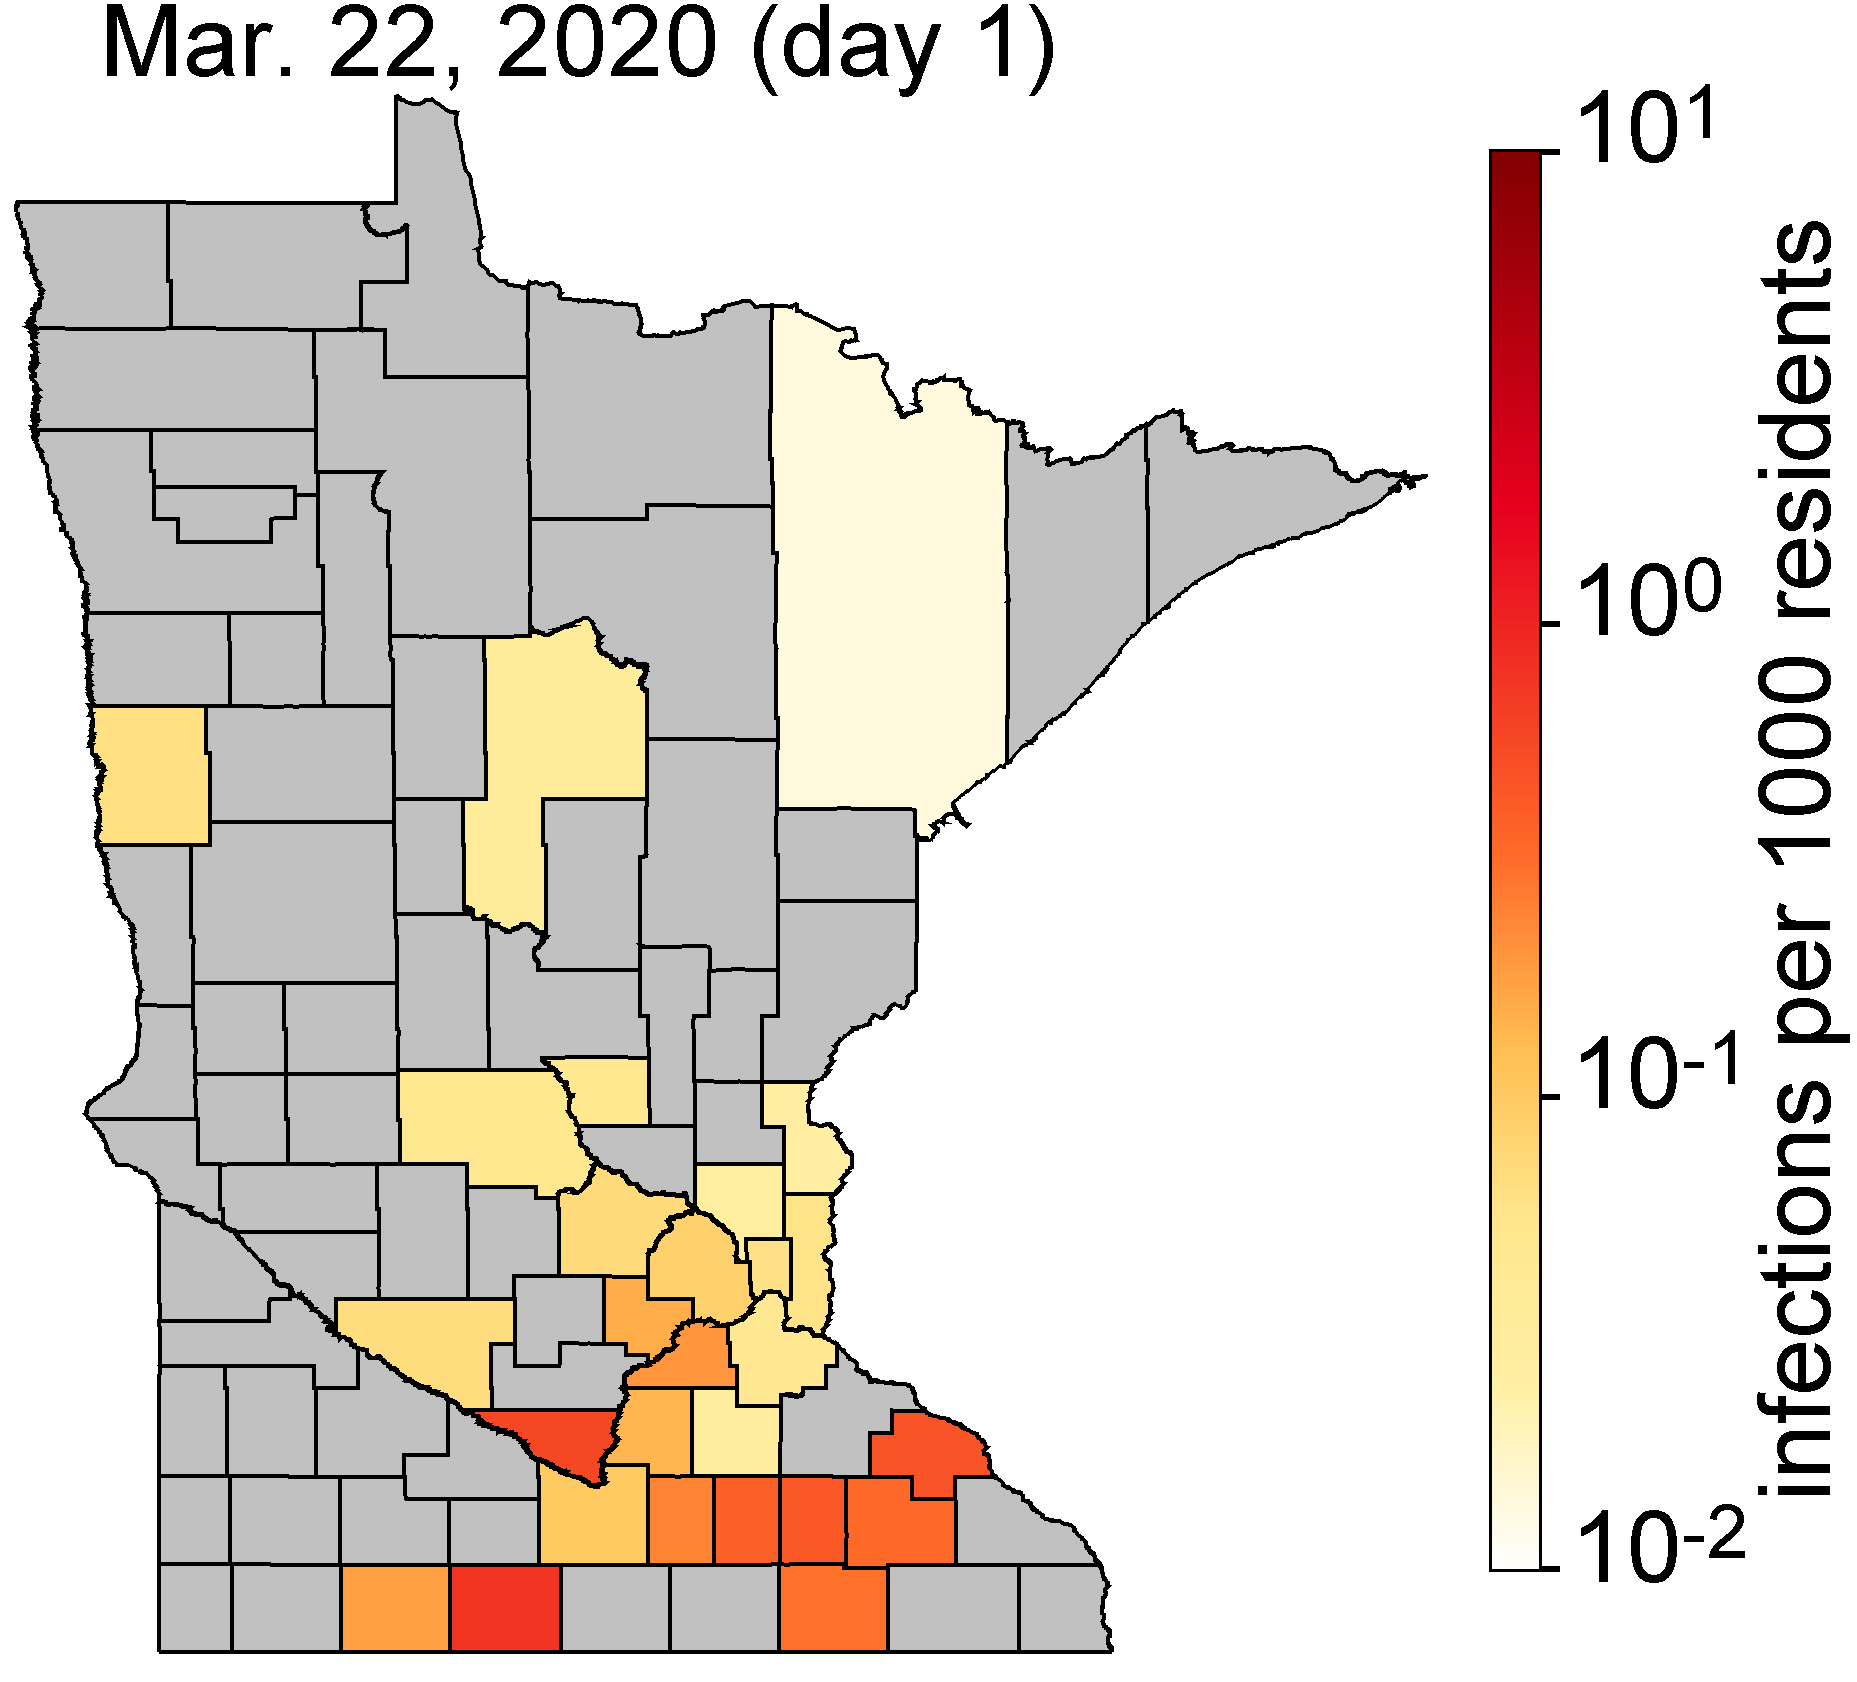 Mar. 22, 2020 (day 1)
10¹
10⁰
10⁻¹
10⁻²
infections per 1000 residents